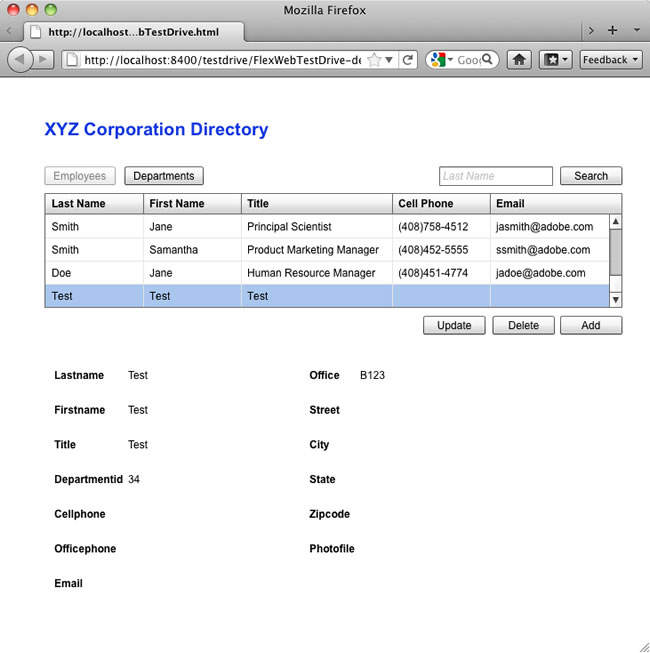 Mozilla Firefox
http://localhost...bTestDrive.html
http://localhost:8400/testdrive/FlexWebTestDrive-de
Goo
Feedback
XYZ Corporation Directory
Employees Departments Last Name Search
Last Name First Name Title Cell Phone Email
Smith Jane Principal Scientist (408)758-4512 jasmith@adobe.com
Smith Samantha Product Marketing Manager (408)452-5555 ssmith@adobe.com
Doe Jane Human Resource Manager (408)451-4774 jadoe@adobe.com
Test Test Test
Update Delete Add
Lastname Test Office B123
Firstname Test Street
Title Test City
Departmentid 34 State
Cellphone Zipcode
Officephone Photofile
Email